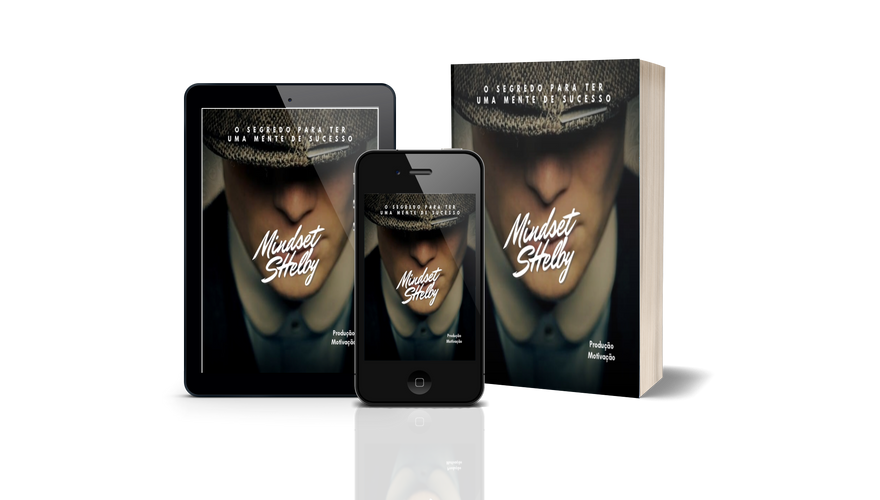 O SEGREDO PARA TER
UMA MENTE DE SUCESSO
Mindset
SHelby
Produção
Motivação
O SEGREDO PARA TER
UMA MENTE DE SUCESSO
Mindset
SHelby
Produção
Motivação
O SEGREDO PARA TER
UMA MENTE DE SUCESSO
Mindset
SHelby
Produção
Motivação